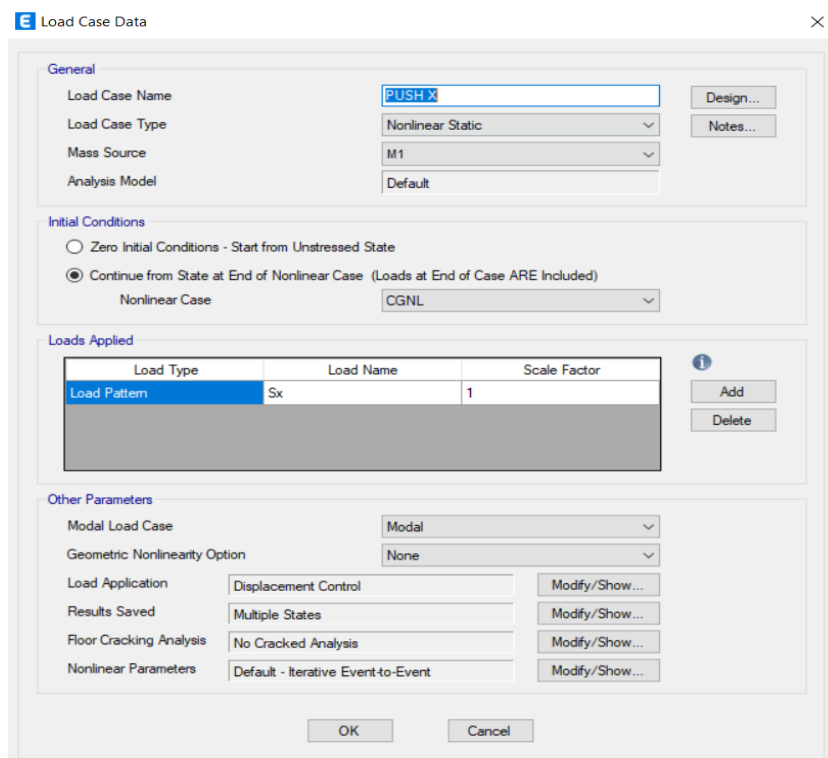 E Load Case Data
General
Load Case Name PUSH X Design...
Load Case Type Nonlinear Static Notes...
Mass Source M1
Analysis Model Default
Initial Conditions
Zero Initial Conditions - Start from Unstressed State
Continue from State at End of Nonlinear Case (Loads at End of Case ARE Included)
Nonlinear Case CGNL
Loads Applied
Load Type Load Name Scale Factor
Load Pattern Sx 1 Add
Delete
Other Parameters
Modal Load Case Modal
Geometric Nonlinearity Option None
Load Application Displacement Control Modify/Show...
Results Saved Multiple States Modify/Show...
Floor Cracking Analysis No Cracked Analysis Modify/Show...
Nonlinear Parameters Default - Iterative Event-to-Event Modify/Show...
OK Cancel